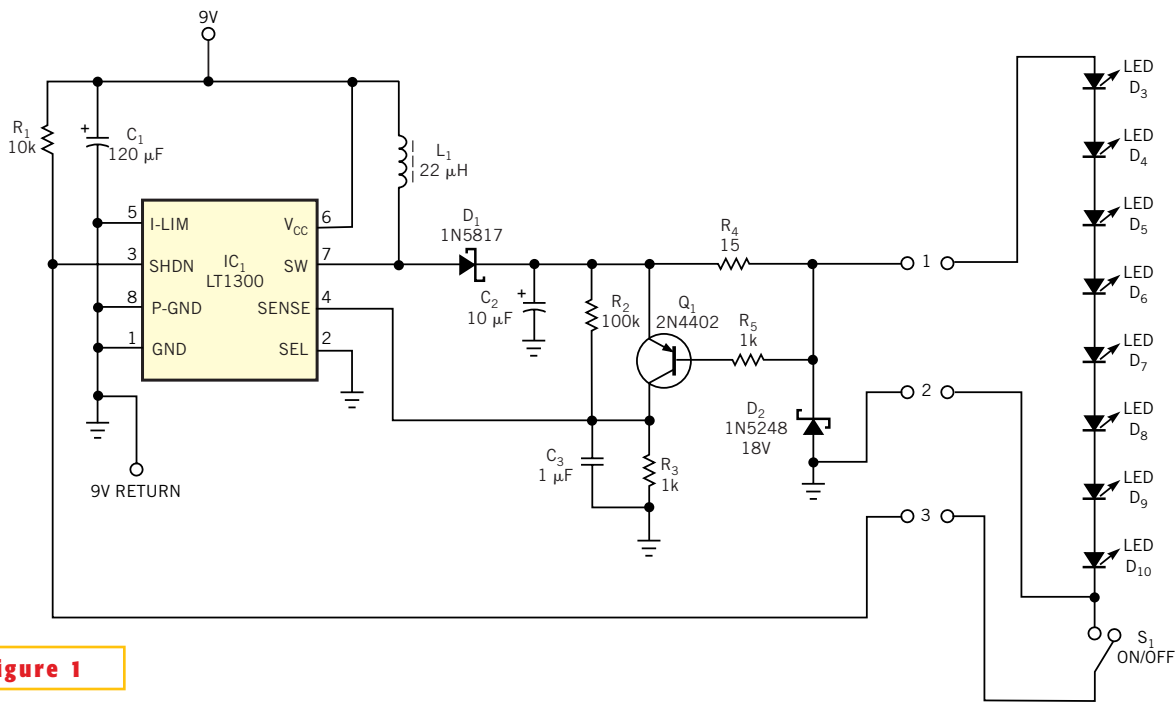 9V
R1
10k
C1
120 µF
+
L1
22 µH
5
I-LIM
VCC
6
3
SHDN
IC1
LT1300
SW
7
8
P-GND
SENSE
4
1
GND
SEL
2
9V RETURN
D1
1N5817
+
C2
10 µF
R2
100k
Q1
2N4402
R4
15
R5
1k
D2
1N5248
18V
C3
1 µF
R3
1k
1
2
3
LED
D3
LED
D4
LED
D5
LED
D6
LED
D7
LED
D8
LED
D9
LED
D10
S1
ON/OFF
igure 1